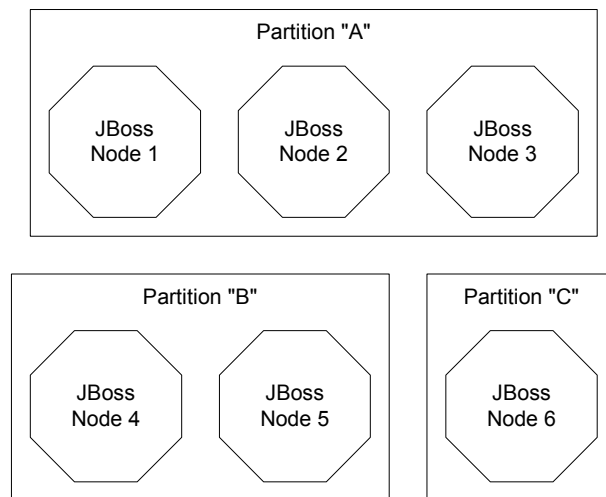 Partition "A"
JBoss
Node 1
JBoss
Node 2
JBoss
Node 3
Partition "B"
JBoss
Node 4
JBoss
Node 5
Partition "C"
JBoss
Node 6